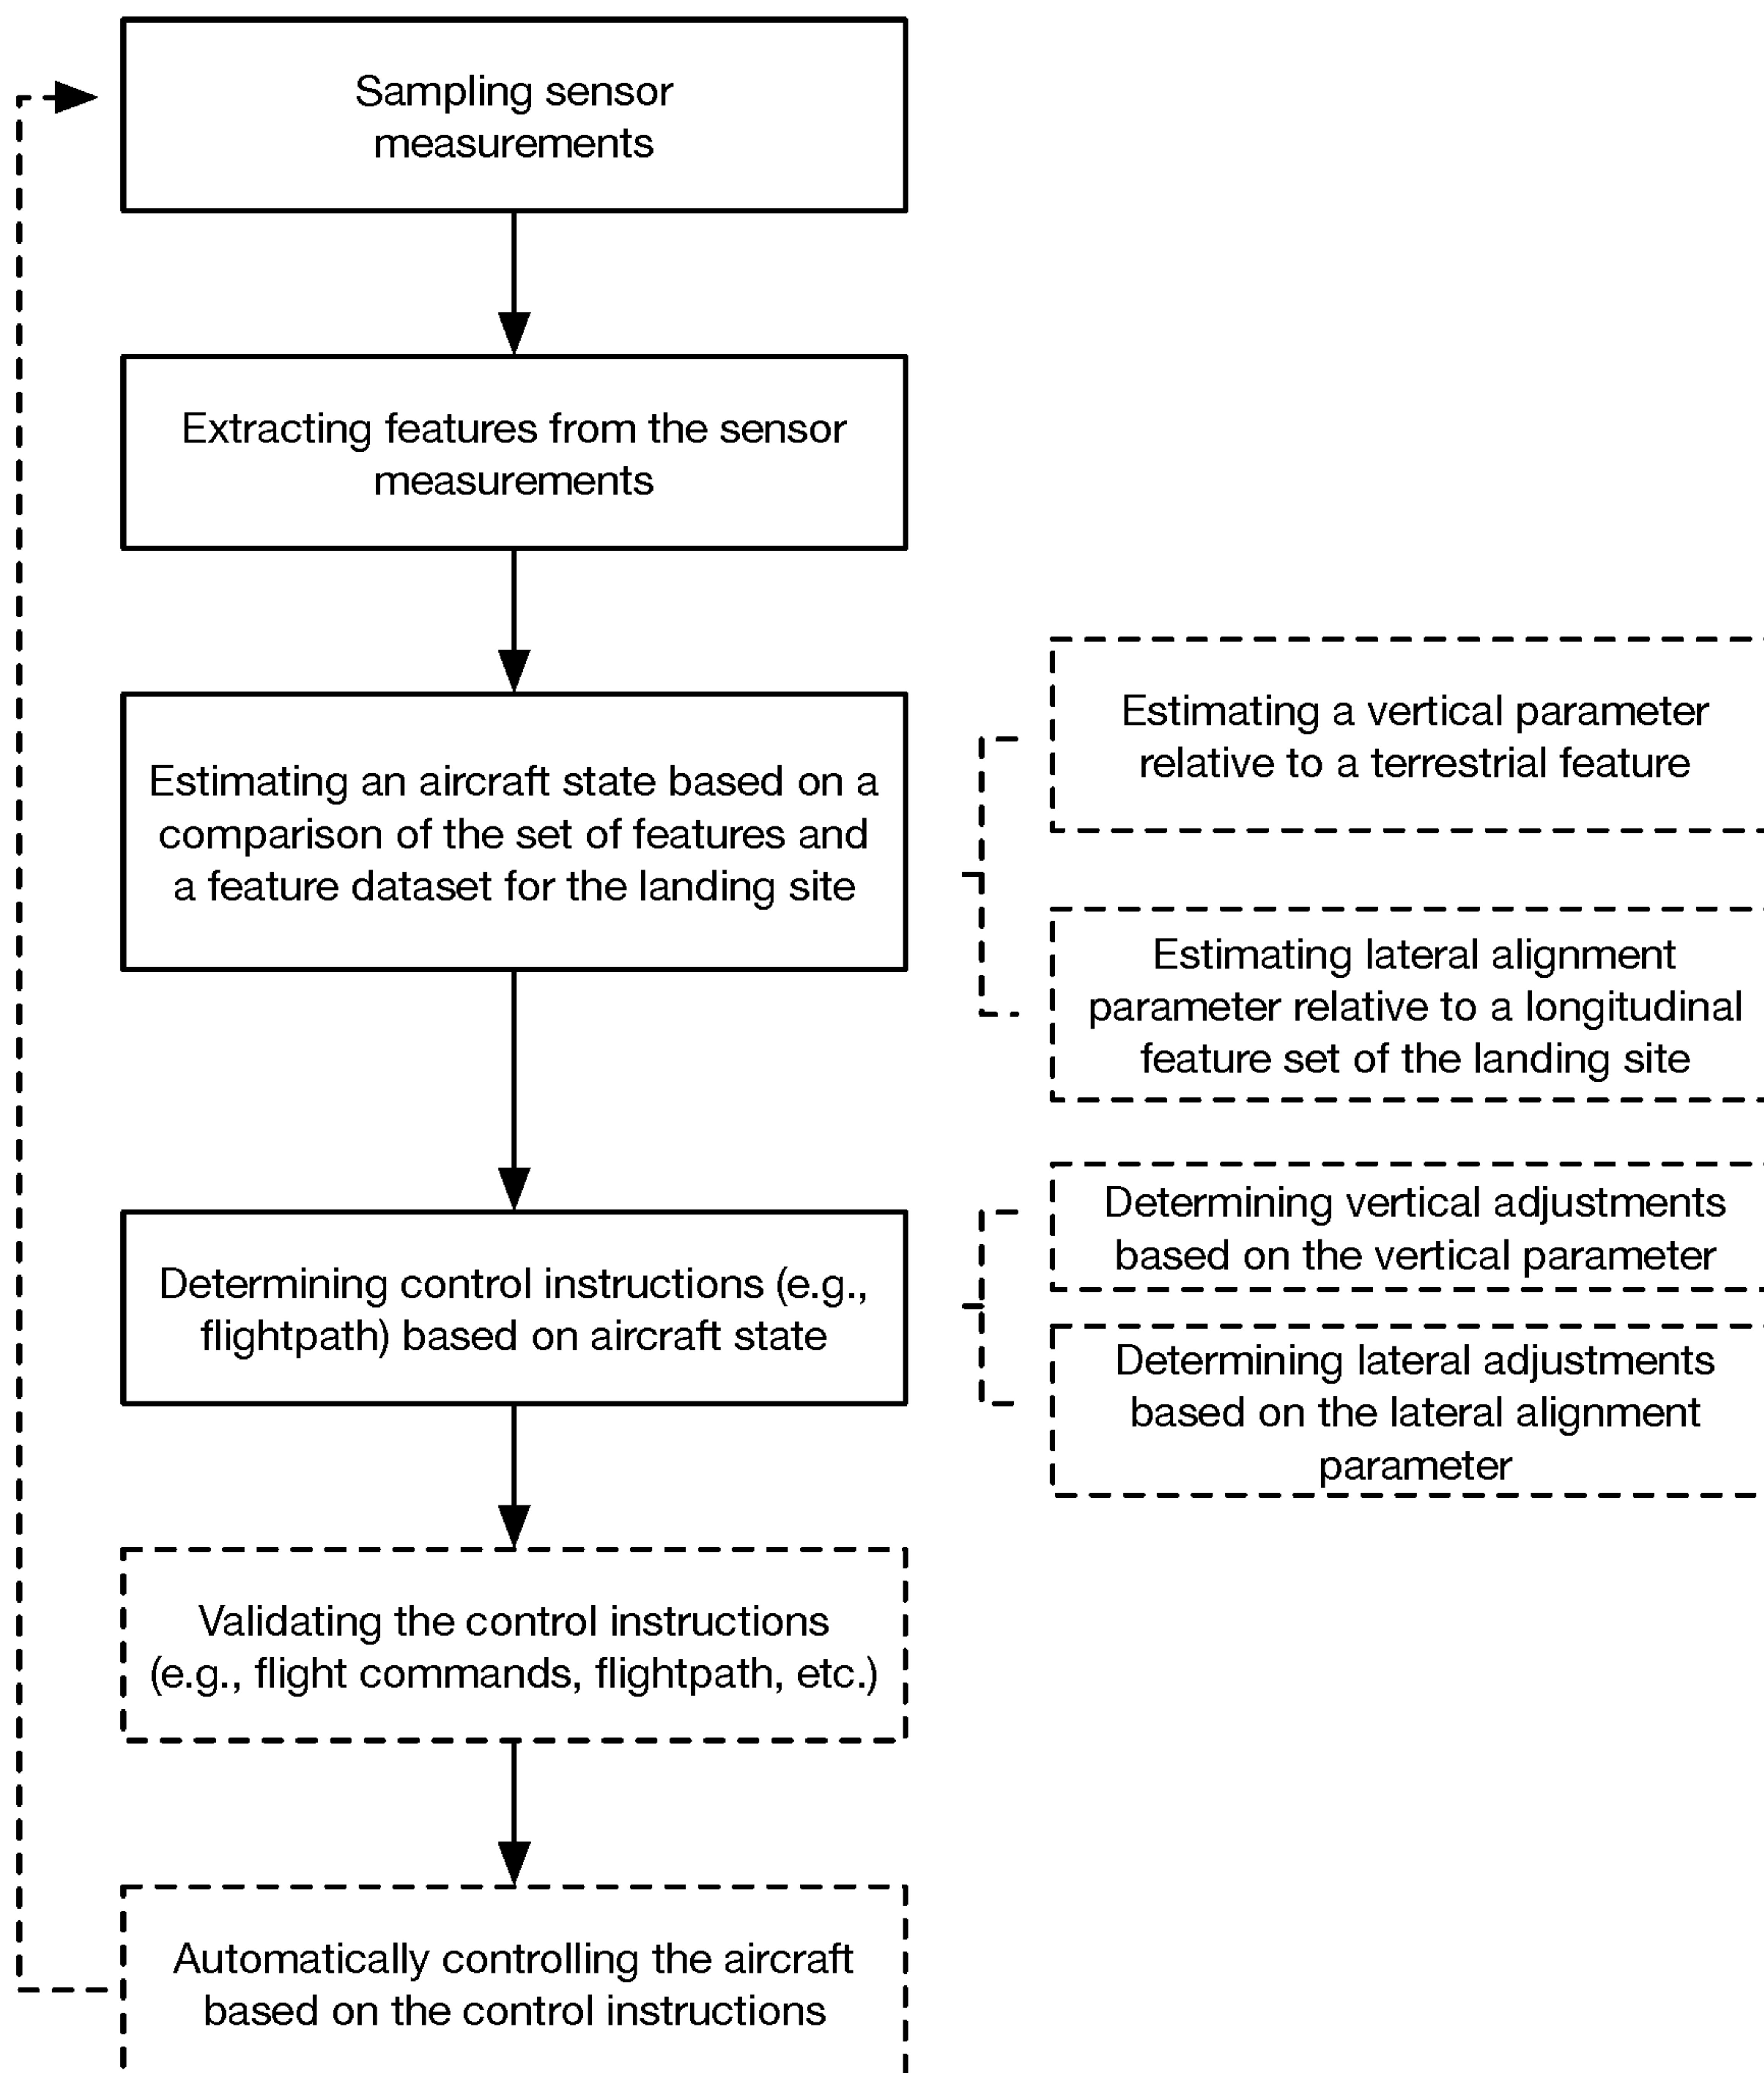 Sampling sensor
measurements
Extracting features from the sensor
measurements
Estimating an aircraft state based on a
comparison of the set of features and
a feature dataset for the landing site
Estimating a vertical parameter
relative to a terrestrial feature
Estimating lateral alignment
parameter relative to a longitudinal
feature set of the landing site
Determining control instructions (e.g.,
flightpath) based on aircraft state
Determining vertical adjustments
based on the vertical parameter
Determining lateral adjustments
based on the lateral alignment
parameter
Validating the control instructions
(e.g., flight commands, flightpath, etc.)
Automatically controlling the aircraft
based on the control instructions